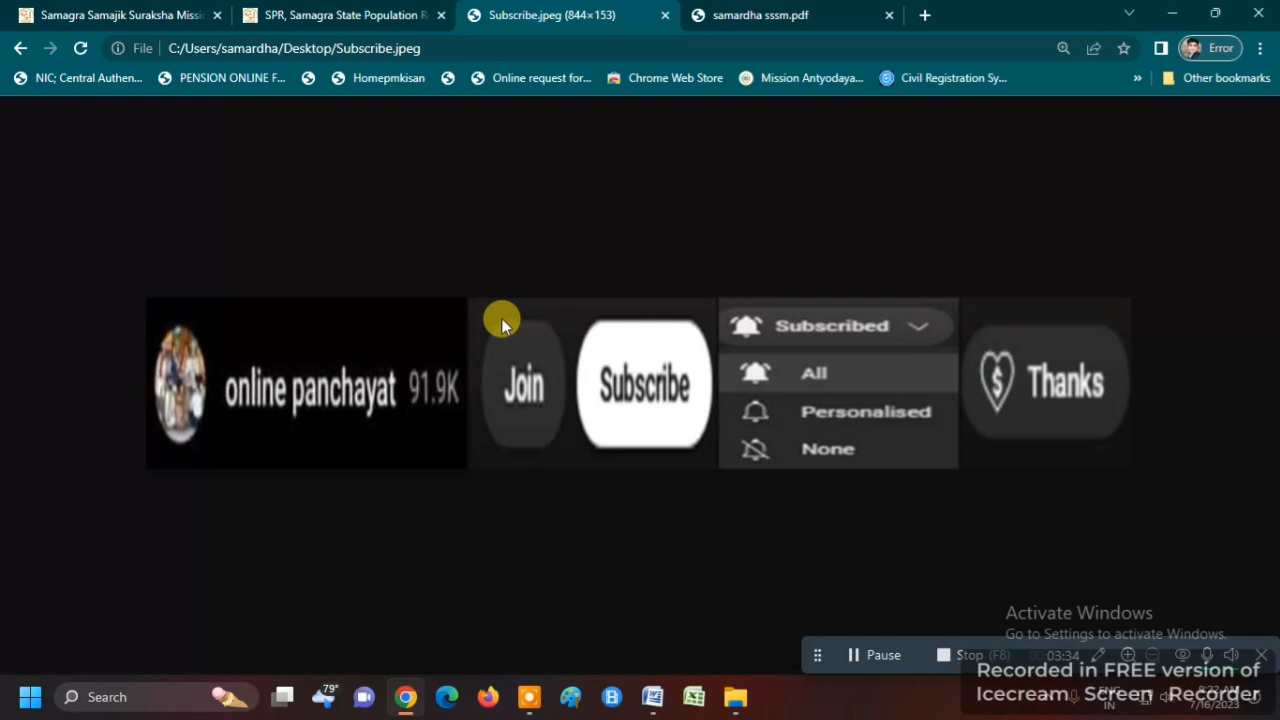 Samagra Samajik Suraksha Missi
SPR, Samagra State Population R
Subscribe.jpeg (844×153)
samardha sssm.pdf
File
C:/Users/samardha/Desktop/Subscribe.jpeg
Error
NIC; Central Authen...
PENSION ONLINE F...
Homepmkisan
Online request for...
Chrome Web Store
Mission Antyodaya...
Civil Registration Sy...
»
Other bookmarks
online panchayat 91.9K
Join
Subscribe
Subscribed
All
Personalised
None
$ Thanks
Activate Windows
Go to Settings to activate Windows.
Pause
Stop (F8)
03:34
Recorded in FREE version of
Icecream Screen Recorder
Search
79°
ENG
IN
7/16/2023